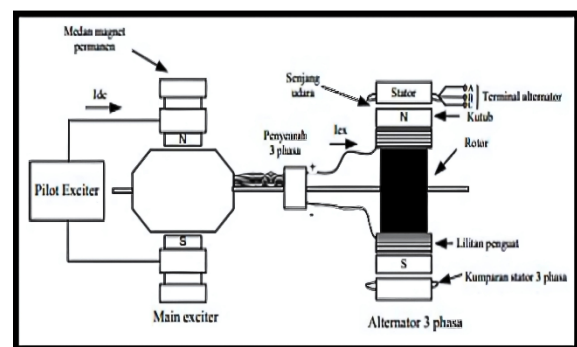 Medan magnet
permanen
Idc
N
Pilot Exciter
S
Main exciter
Penyearah
3 phasa
Iex
+
-
Senjang
udara
Stator
A
B
C
Terminal alternator
N
Kutub
Rotor
Lilitan penguat
S
Kumparan stator 3 phasa
Alternator 3 phasa